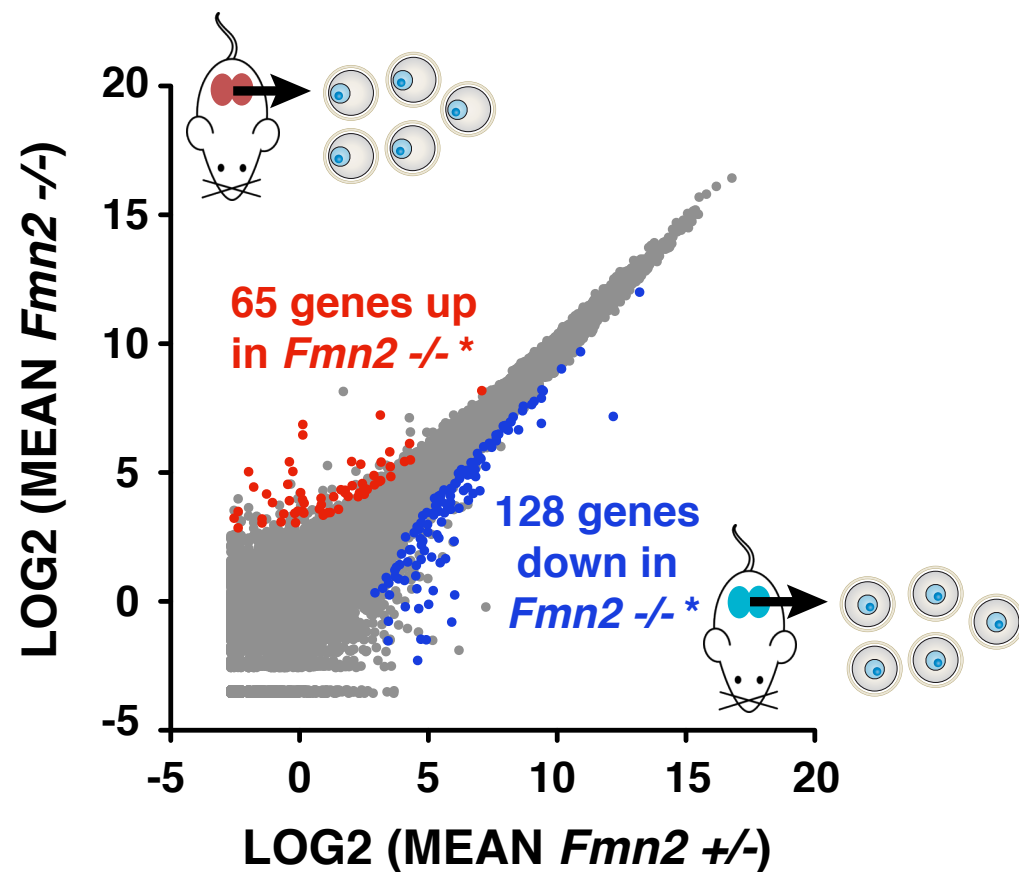 LOG2 (MEAN Fmn2 -/-)
20
15
10
5
0
-5
65 genes up
in Fmn2 -/- *
128 genes
down in
Fmn2 -/- *
-5 0 5 10 15 20
LOG2 (MEAN Fmn2 +/-)